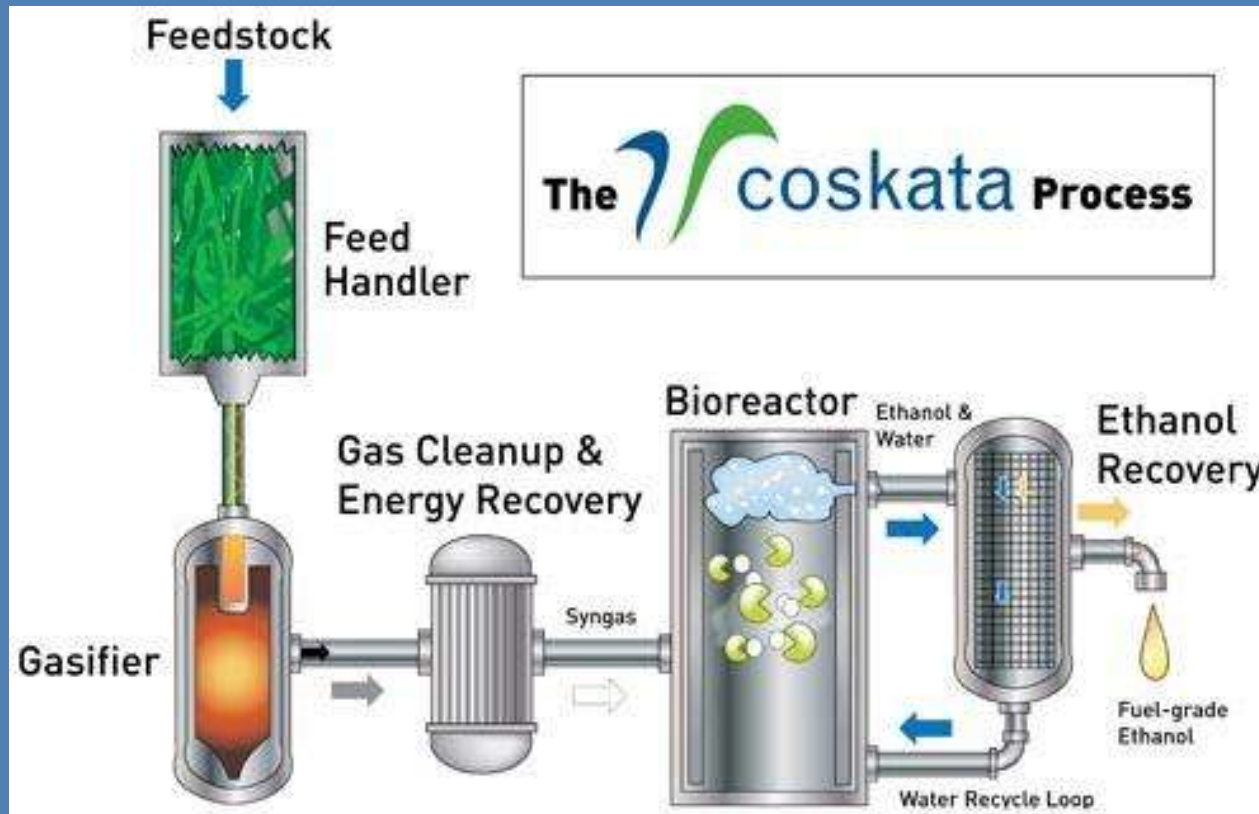 Feedstock
The coskata Process
Feed
Handler
Bioreactor
Ethanol &
Water
Ethanol
Recovery
Gas Cleanup &
Energy Recovery
Syngas
Gasifier
Fuel-grade
Ethanol
Water Recycle Loop